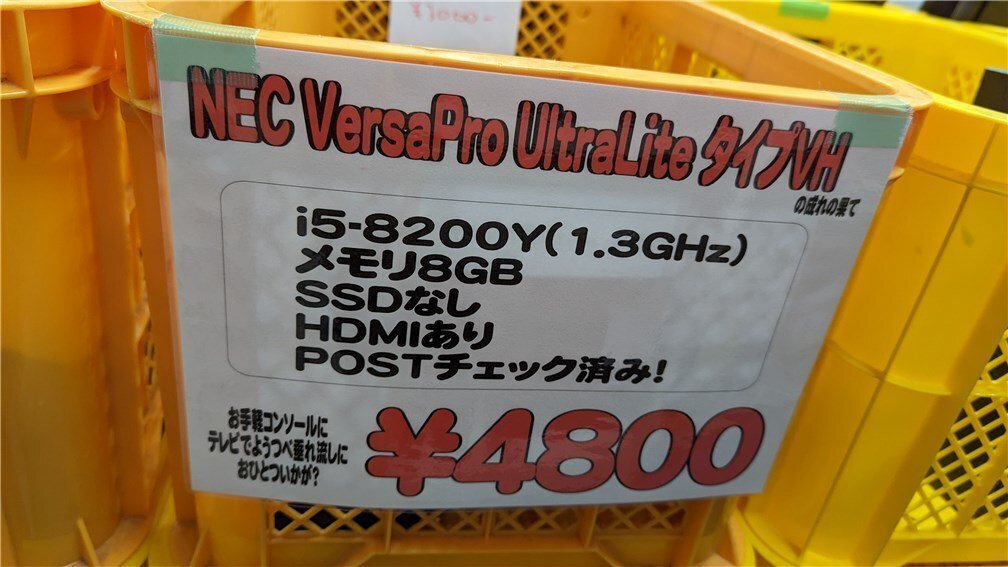 ¥3000-
NEC VersaPro UltraLite タイプVH
の成れの果て
i5-8200Y(1.3GHz)
メモリ8GB
SSDなし
HDMIあり
POSTチェック済み!
お手軽コンソールに
テレビでようつべ垂れ流しに
おひとついかが?
¥4800